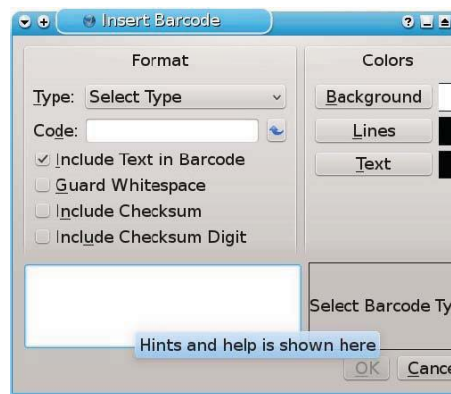 Insert Barcode
Format
Type: Select Type
Code:
Include Text in Barcode
Guard Whitespace
Include Checksum
Include Checksum Digit
Colors
Background
Lines
Text
Select Barcode Ty
Hints and help is shown here
OK Cance